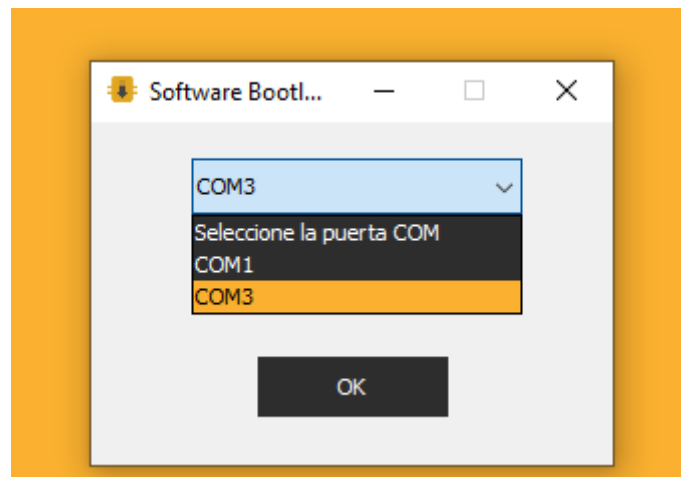 Software Bootl...
COM3
Seleccione la puerta COM
COM1
COM3
OK